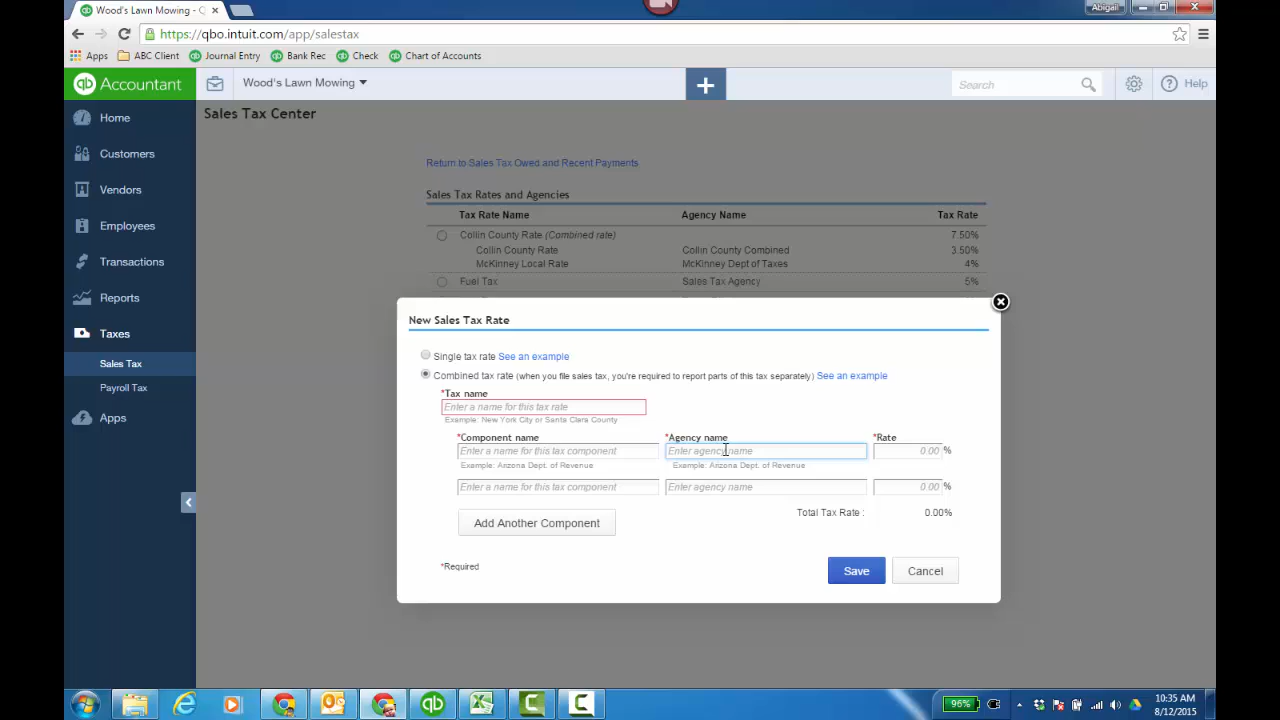 Wood's Lawn Mowing - Q
Abigail
https://qbo.intuit.com/app/salestax
Apps ABC Client Journal Entry Bank Rec Check Chart of Accounts
qb Accountant Wood's Lawn Mowing + Search ? Help
Home
Customers
Vendors
Employees
Transactions
Reports
Taxes
Sales Tax
Payroll Tax
Apps
Sales Tax Center
Return to Sales Tax Owed and Recent Payments
Sales Tax Rates and Agencies
Tax Rate Name Agency Name Tax Rate
Collin County Rate (Combined rate) 7.50%
Collin County Rate Collin County Combined 3.50%
McKinney Local Rate McKinney Dept of Taxes 4%
Fuel Tax Sales Tax Agency 5%
New Sales Tax Rate
Single tax rate See an example
Combined tax rate (when you file sales tax, you're required to report parts of this tax separately) See an example
*Tax name
Enter a name for this tax rate
Example: New York City or Santa Clara County
*Component name *Agency name *Rate
Enter a name for this tax component Enter agency name 0.00 %
Example: Arizona Dept. of Revenue Example: Arizona Dept. of Revenue
Enter a name for this tax component Enter agency name 0.00 %
Add Another Component Total Tax Rate : 0.00%
*Required Save Cancel
96% 10:35 AM
8/12/2015